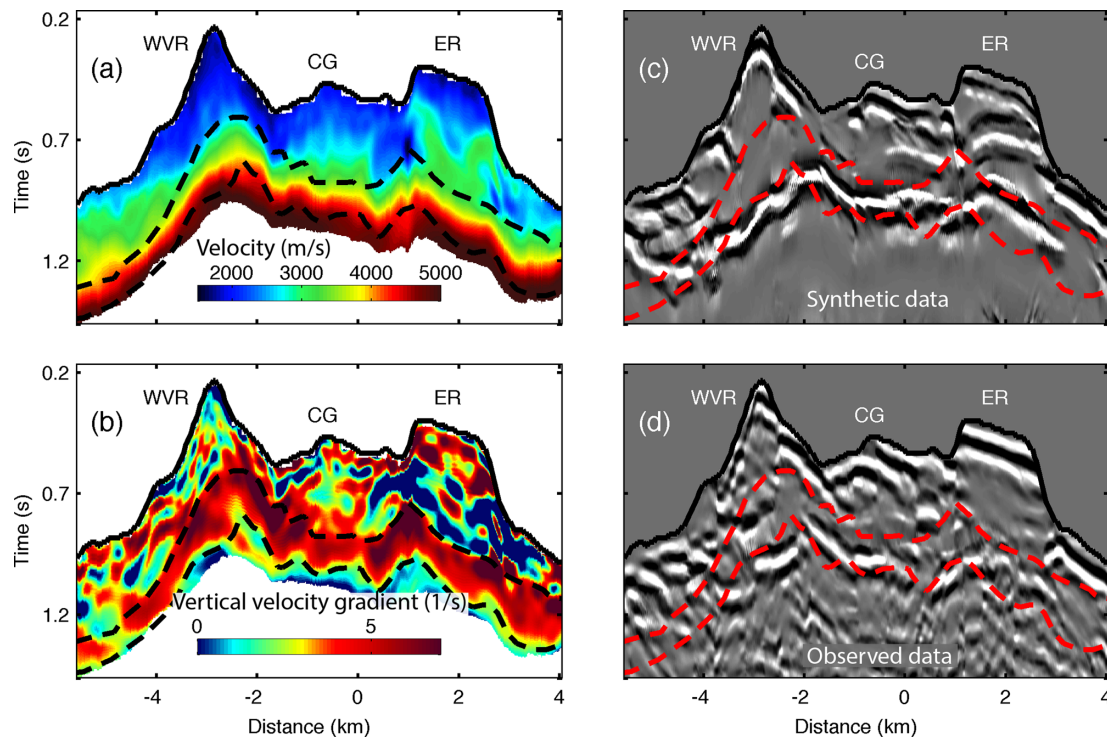 0.2
WVR
ER
CG
(a)
0.7
Time (s)
1.2
Velocity (m/s)
2000 3000 4000 5000
WVR
ER
CG
(c)
Synthetic data
0.2
WVR
ER
CG
(b)
0.7
Time (s)
1.2
Vertical velocity gradient (1/s)
0 5
-4 -2 0 2 4
Distance (km)
WVR
ER
CG
(d)
Observed data
-4 -2 0 2 4
Distance (km)